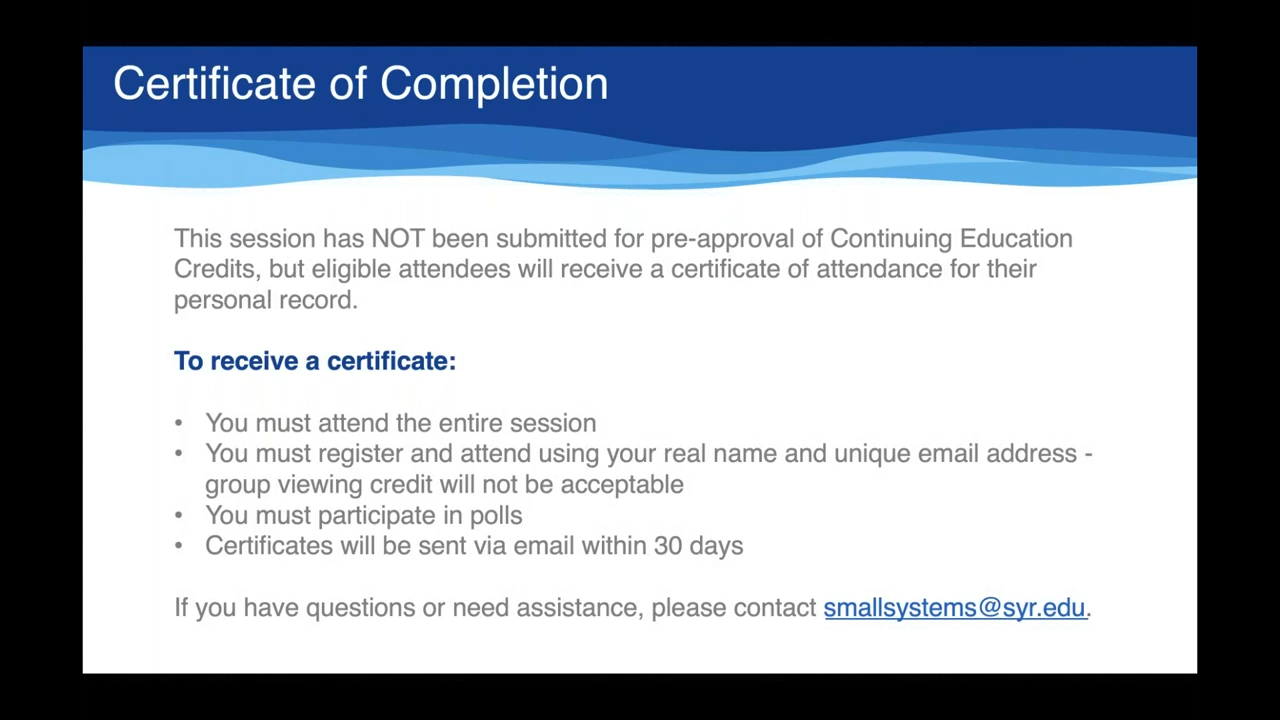 Certificate of Completion
This session has NOT been submitted for pre-approval of Continuing Education
Credits, but eligible attendees will receive a certificate of attendance for their
personal record.
To receive a certificate:
• You must attend the entire session
• You must register and attend using your real name and unique email address -
group viewing credit will not be acceptable
• You must participate in polls
• Certificates will be sent via email within 30 days
If you have questions or need assistance, please contact smallsystems@syr.edu.